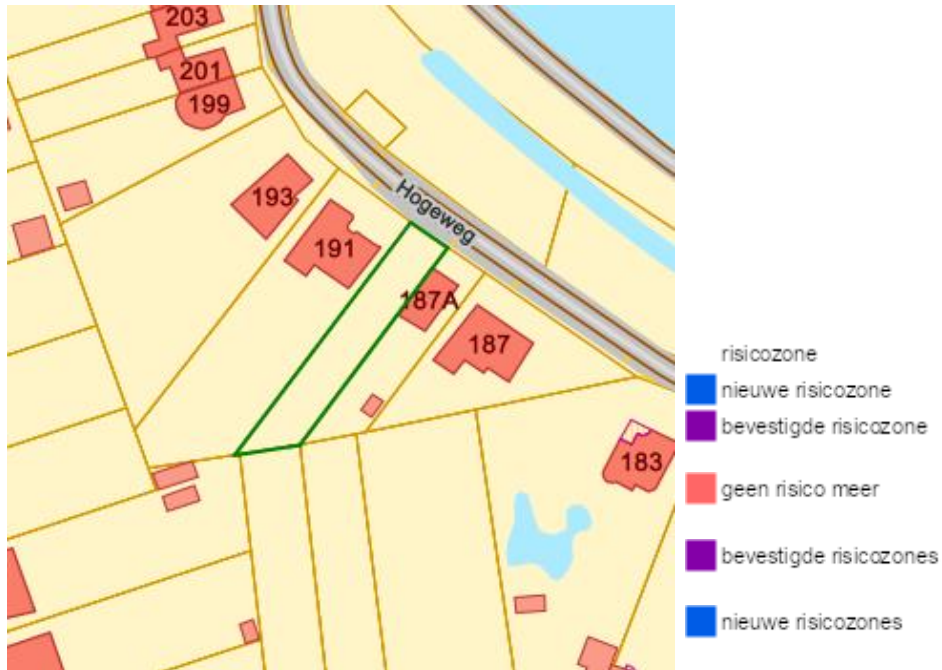 203
201
199
193
191
Hogeweg
187A
187
183
risicozone
nieuwe risicozone
bevestigde risicozone
geen risico meer
bevestigde risicozones
nieuwe risicozones